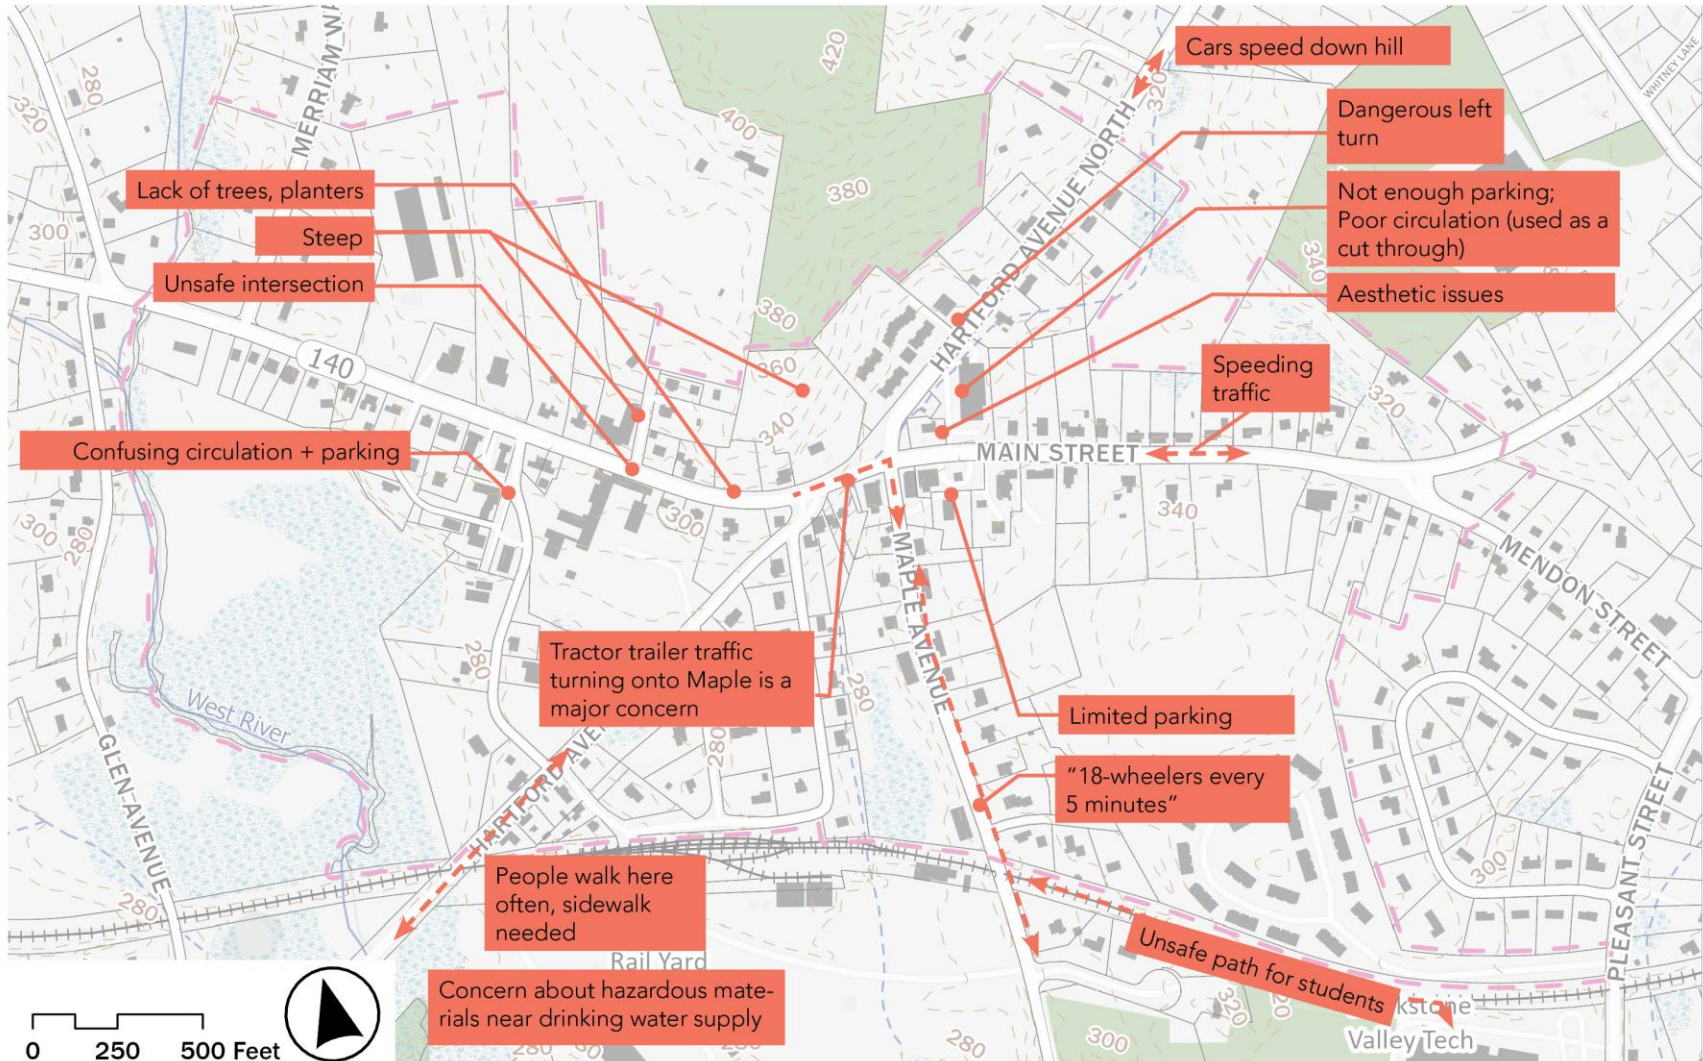 Cars speed down hill
Dangerous left
turn
Not enough parking;
Poor circulation (used as a
cut through)
Aesthetic issues
Speeding
traffic
Lack of trees, planters
Steep
Unsafe intersection
Confusing circulation + parking
Tractor trailer traffic
turning onto Maple is a
major concern
Limited parking
"18-wheelers every
5 minutes"
People walk here
often, sidewalk
needed
Concern about hazardous mate-
rials near drinking water supply
Unsafe path for students
MERRIAM W
HARTFORD AVENUE NORTH
WHITNEY LANE
MAIN STREET
MAPLE AVENUE
MENDON STREET
PLEASANT STREET
GLEN AVENUE
HARTFORD AVEN
West River
Rail Yard
kstone
Valley Tech
140
280
320
300
420
400
380
380
360
340
300
320
340
320
340
280
280
280
280
300
280
300
280
280
320
300
300
0 250 500 Feet